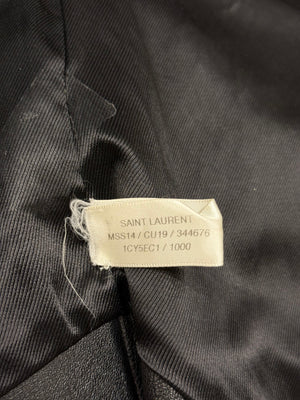 SAINT LAURENT
MSS14 / CU19 / 344676
1CY5EC1 / 1000